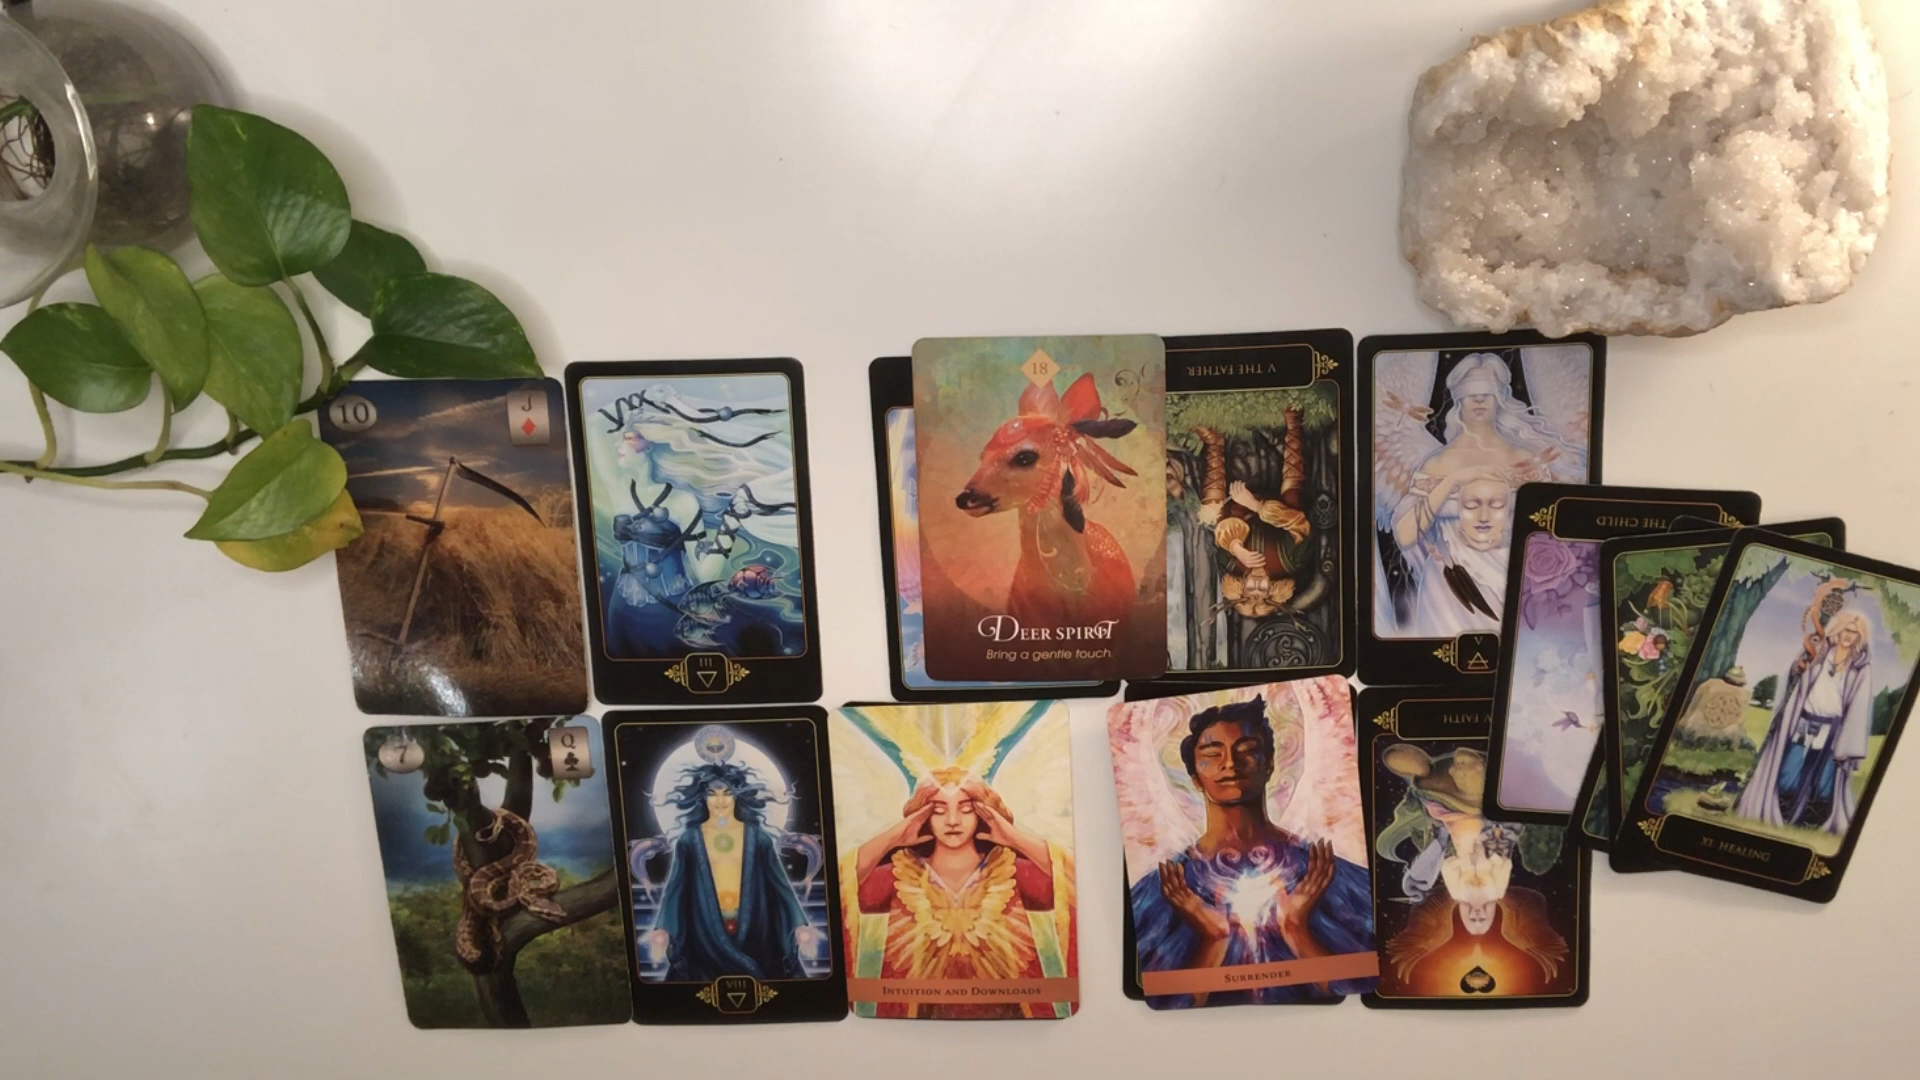 10
J
III
18
DEER SPIRIT
Bring a gentle touch.
V THE FATHER
V
THE CHILD
7
Q
VIII
INTUITION AND DOWNLOADS
SURRENDER
V FAITH
XI HEALING